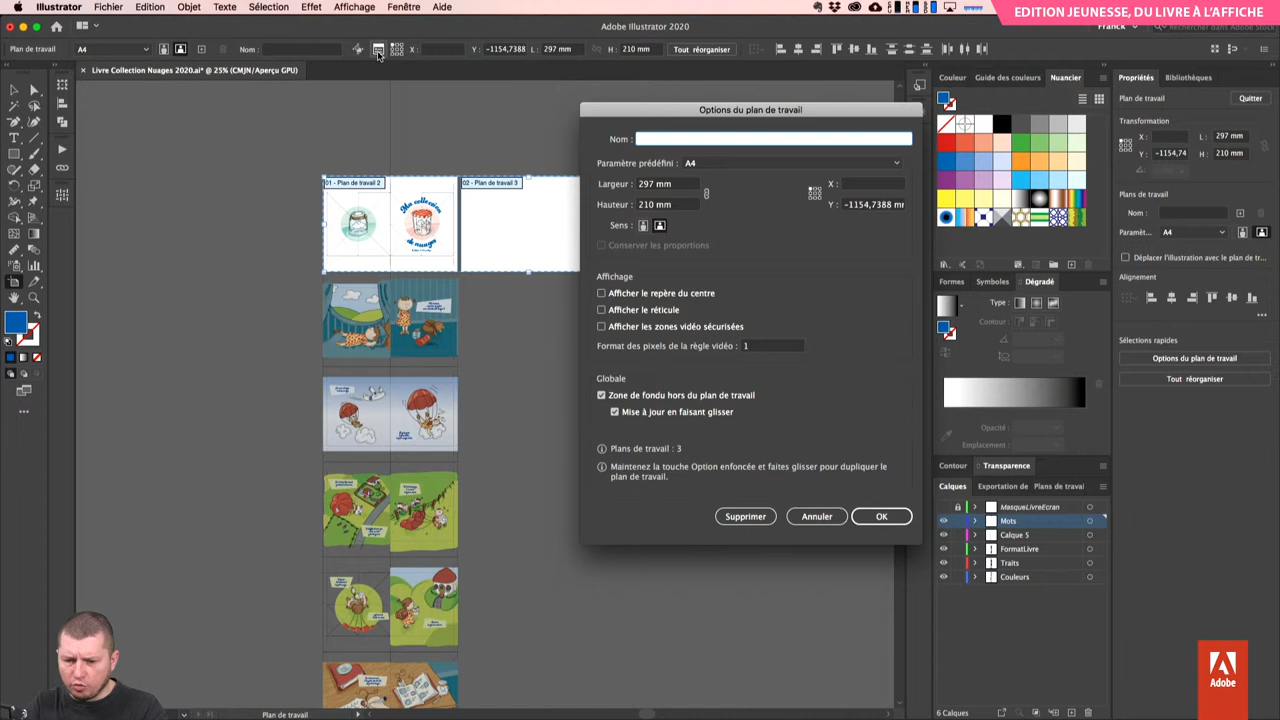 Illustrator Fichier Edition Objet Texte Sélection Effet Affichage Fenêtre Aide
EDITION JEUNESSE, DU LIVRE À L'AFFICHE
Adobe Illustrator 2020
Franck
Rechercher dans Adobe
Plan de travail A4 Nom : X : Y : -1154,7388 L : 297 mm H : 210 mm Tout réorganiser
× Livre Collection Nuages 2020.ai* @ 25% (CMJN/Aperçu GPU)
01 - Plan de travail 2
02 - Plan de travail 3
Ma collection
de nuages
Options du plan de travail
Nom :
Paramètre prédéfini : A4
Largeur : 297 mm X :
Hauteur : 210 mm Y : -1154,7388 mr
Sens :
Conserver les proportions
Affichage
Afficher le repère du centre
Afficher le réticule
Afficher les zones vidéo sécurisées
Format des pixels de la règle vidéo : 1
Globale
Zone de fondu hors du plan de travail
Mise à jour en faisant glisser
Plans de travail : 3
Maintenez la touche Option enfoncée et faites glisser pour dupliquer le
plan de travail.
Supprimer Annuler OK
Couleur Guide des couleurs Nuancier
Formes Symboles Dégradé
Type :
Contour :
Opacité :
Emplacement :
Contour Transparence
Calques Exportation de Plans de travai
MasqueLivreEcran
Mots
Calque 5
FormatLivre
Traits
Couleurs
6 Calques
Propriétés Bibliothèques
Plan de travail Quitter
Transformation
X : L : 297 mm
Y : -1154,74 H : 210 mm
Plans de travail
Nom :
Paramèt... A4
Déplacer l'illustration avec le plan de tr...
Alignement
Sélections rapides
Options du plan de travail
Tout réorganiser
Plan de travail
Adobe